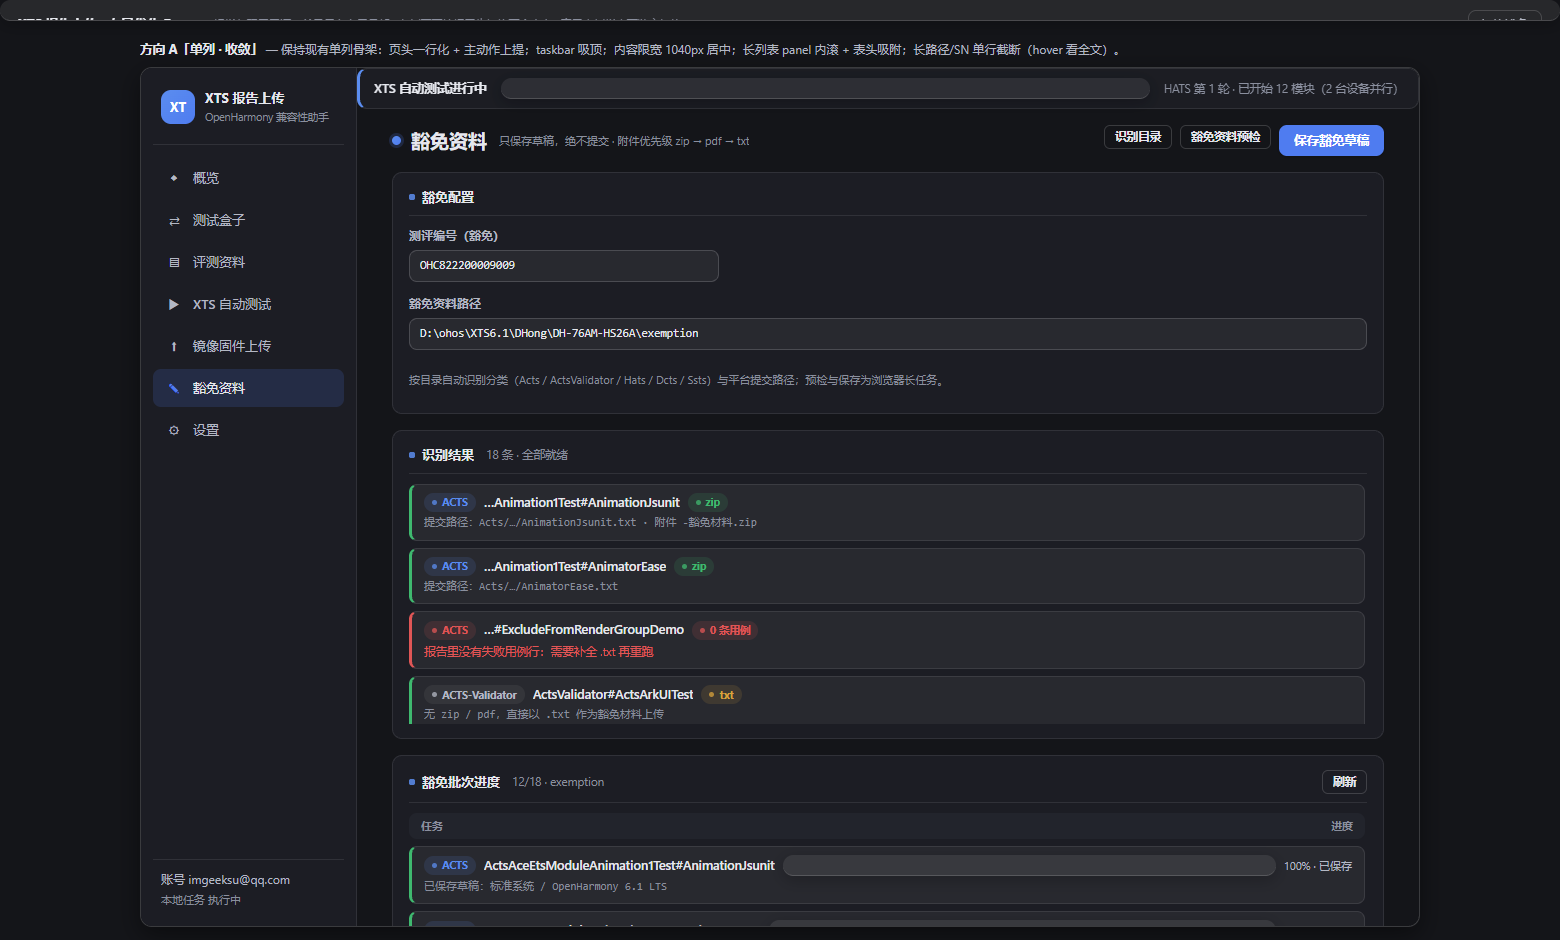 方向 A「单列 · 收敛」 — 保持现有单列骨架；页头一行化 + 主动作上提；taskbar 吸顶；内容限宽 1040px 居中；长列表 panel 内滚 + 表头吸附；长路径/SN 单行截断（hover 看全文）。
XT
XTS 报告上传
OpenHarmony 兼容性助手
概览
测试盒子
评测资料
XTS 自动测试
镜像固件上传
豁免资料
设置
账号 imgeeksu@qq.com
本地任务 执行中
XTS 自动测试进行中
HATS 第 1 轮 · 已开始 12 模块（2 台设备并行）
豁免资料
只保存草稿，绝不提交 · 附件优先级 zip → pdf → txt
识别目录
豁免资料预检
保存豁免草稿
豁免配置
测评编号（豁免）
OHC822200009009
豁免资料路径
D:\ohos\XTS6.1\DHong\DH-76AM-HS26A\exemption
按目录自动识别分类（Acts / ActsValidator / Hats / Dcts / Ssts）与平台提交路径；预检与保存为浏览器长任务。
识别结果 18 条 · 全部就绪
ACTS ...Animation1Test#AnimationJsunit zip
提交路径: Acts/…/AnimationJsunit.txt · 附件 -豁免材料.zip
ACTS ...Animation1Test#AnimatorEase zip
提交路径: Acts/…/AnimatorEase.txt
ACTS ...#ExcludeFromRenderGroupDemo 0 条用例
报告里没有失败用例行；需要补全 .txt 再重跑
ACTS-Validator ActsValidator#ActsArkUITest txt
无 zip / pdf，直接以 .txt 作为豁免材料上传
豁免批次进度 12/18 · exemption
刷新
任务 进度
ACTS ActsAceEtsModuleAnimation1Test#AnimationJsunit 100% · 已保存
已保存草稿: 标准系统 / OpenHarmony 6.1 LTS